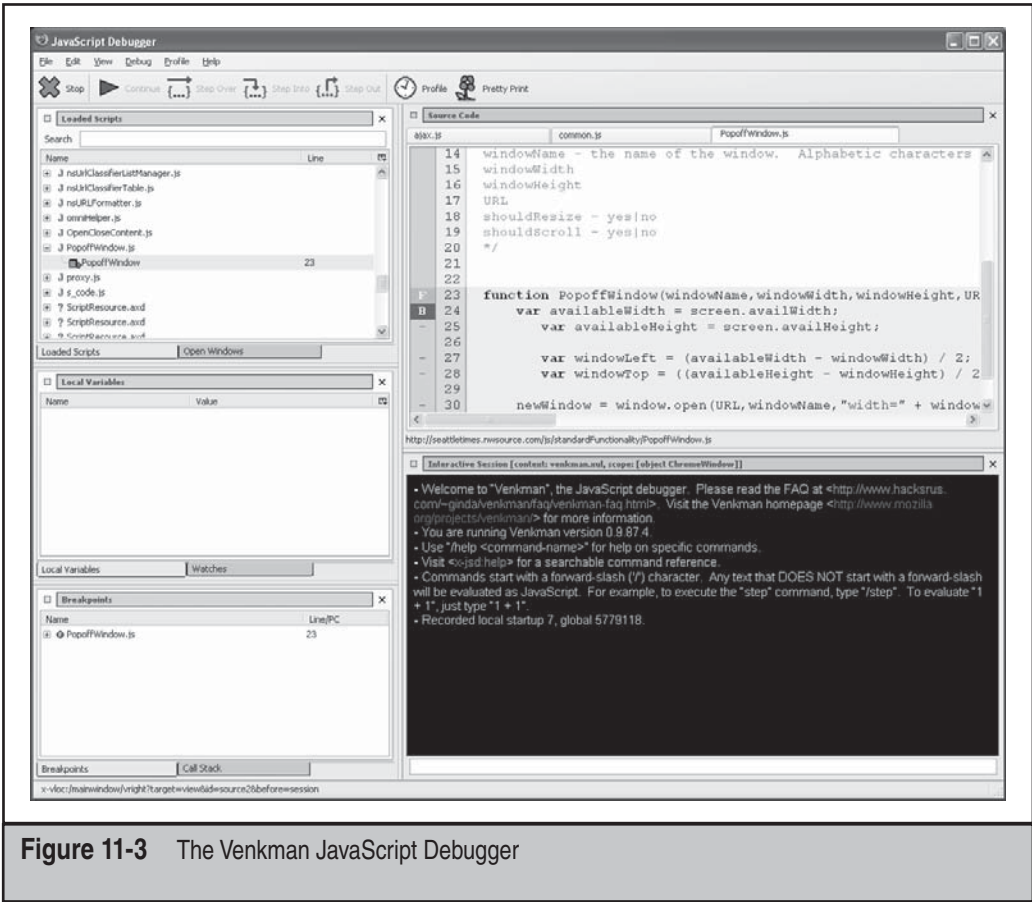 JavaScript Debugger
File Edit View Debug Profile Help
Stop Continue {...} Step Over {...} Step Into {...} Step Out Profile Pretty Print
Loaded Scripts
Search
Name Line
J nsUrlClassifierListManager.js
J nsUrlClassifierTable.js
J nsURLFormatter.js
J omniHelper.js
J OpenCloseContent.js
J PopoffWindow.js
PopoffWindow 23
J proxy.js
J s_code.js
? ScriptResource.axd
? ScriptResource.axd
? ScriptResource.axd
Loaded Scripts Open Windows
Local Variables
Name Value
Local Variables Watches
Breakpoints
Name Line/PC
PopoffWindow.js 23
Breakpoints Call Stack
Source Code
ajax.js common.js PopoffWindow.js
14 windowName - the name of the window. Alphabetic characters
15 windowWidth
16 windowHeight
17 URL
18 shouldResize - yes|no
19 shouldScroll - yes|no
20 */
21
22
F 23 function PopoffWindow(windowName,windowWidth,windowHeight,UR
B 24 var availableWidth = screen.availWidth;
- 25 var availableHeight = screen.availHeight;
26
- 27 var windowLeft = (availableWidth - windowWidth) / 2;
- 28 var windowTop = ((availableHeight - windowHeight) / 2
29
- 30 newWindow = window.open(URL,windowName,"width=" + window
http://seattletimes.nwsource.com/js/standardFunctionality/PopoffWindow.js
Interactive Session [context: venkman.xul, scope: [object ChromeWindow]]
▪ Welcome to "Venkman", the JavaScript debugger. Please read the FAQ at <http://www.hacksrus.
com/~ginda/venkman/faq/venkman-faq.html>. Visit the Venkman homepage <http://www.mozilla
org/projects/venkman/> for more information.
▪ You are running Venkman version 0.9.87.4.
▪ Use "/help <command-name>" for help on specific commands.
▪ Visit <x-jsd:help> for a searchable command reference.
▪ Commands start with a forward-slash ('/') character. Any text that DOES NOT start with a forward-slash
will be evaluated as JavaScript. For example, to execute the "step" command, type "/step". To evaluate "1
+ 1", just type "1 + 1".
▪ Recorded local startup 7, global 5779118.
x-vloc:/mainwindow/vright?target=view&id=source2&before=session
Figure 11-3 The Venkman JavaScript Debugger